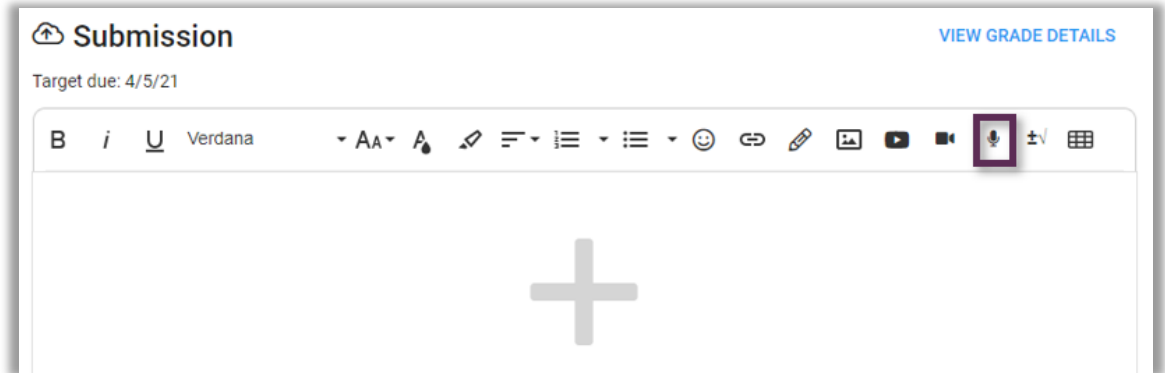 Submission
VIEW GRADE DETAILS
Target due: 4/5/21
B i U Verdana AA A